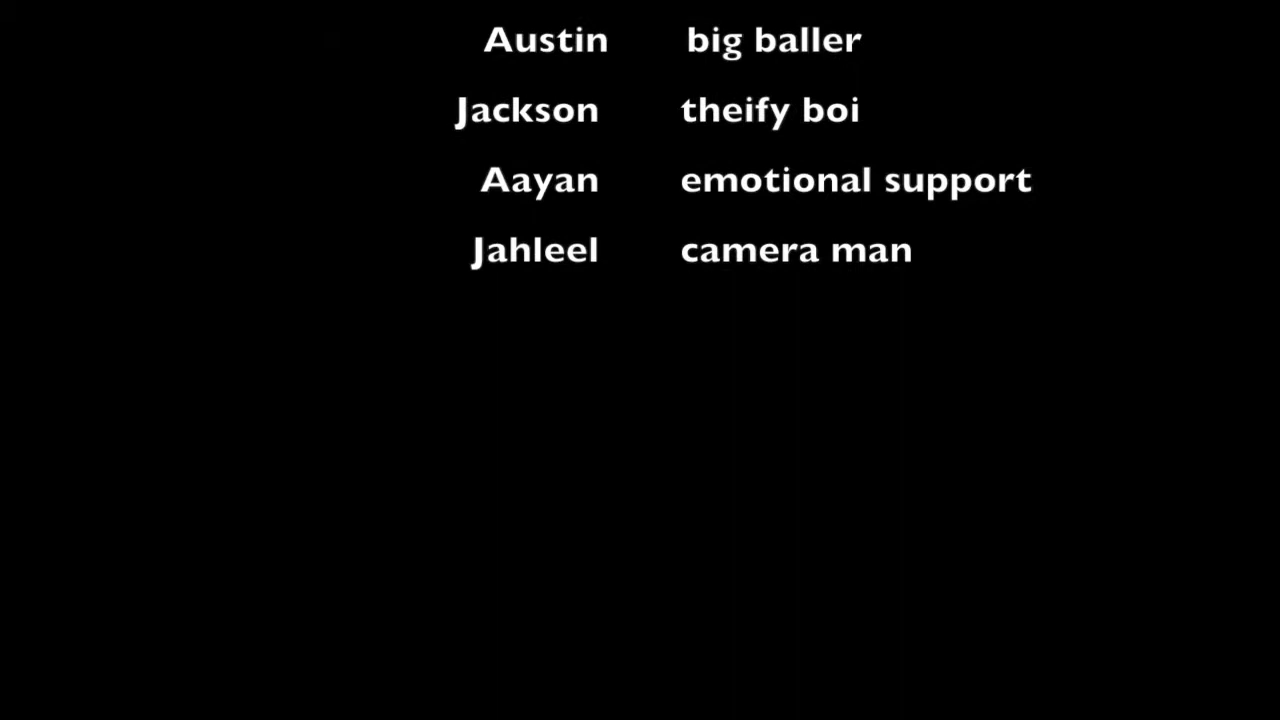 Austin big baller
Jackson theify boi
Aayan emotional support
Jahleel camera man